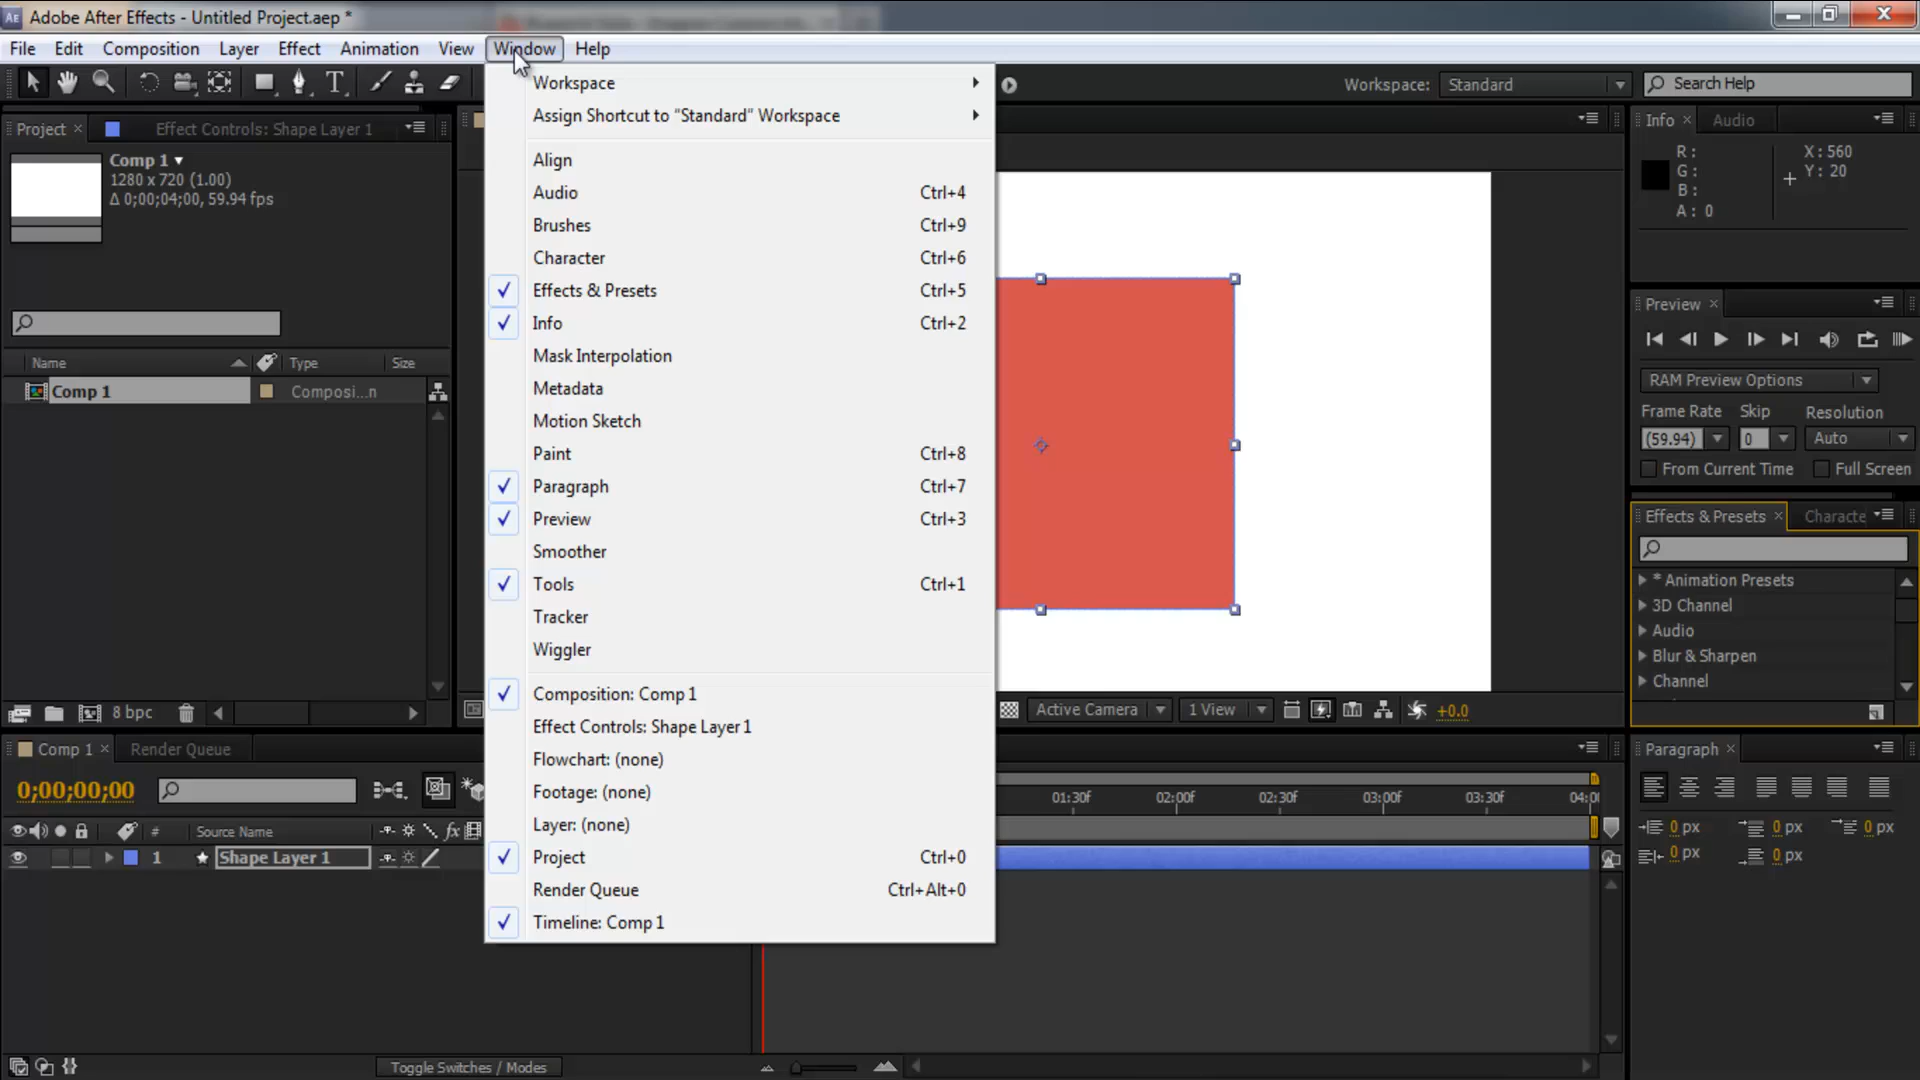 Adobe After Effects - Untitled Project.aep *
File Edit Composition Layer Effect Animation View Window Help
Workspace: Standard Search Help
Project × Effect Controls: Shape Layer 1
Comp 1
1280 x 720 (1.00)
Δ 0;00;04;00, 59.94 fps
Name Type Size
Comp 1 Composi...n
8 bpc
Workspace
Assign Shortcut to “Standard” Workspace
Align
Audio Ctrl+4
Brushes Ctrl+9
Character Ctrl+6
Effects & Presets Ctrl+5
Info Ctrl+2
Mask Interpolation
Metadata
Motion Sketch
Paint Ctrl+8
Paragraph Ctrl+7
Preview Ctrl+3
Smoother
Tools Ctrl+1
Tracker
Wiggler
Composition: Comp 1
Effect Controls: Shape Layer 1
Flowchart: (none)
Footage: (none)
Layer: (none)
Project Ctrl+0
Render Queue Ctrl+Alt+0
Timeline: Comp 1
Active Camera 1 View +0.0
Info × Audio
R: X: 560
G: Y: 20
B:
A: 0
Preview ×
RAM Preview Options
Frame Rate Skip Resolution
(59.94) 0 Auto
From Current Time Full Screen
Effects & Presets × Characte
* Animation Presets
3D Channel
Audio
Blur & Sharpen
Channel
Paragraph ×
0 px 0 px 0 px
0 px 0 px
Comp 1 × Render Queue
0;00;00;00
01:30f 02:00f 02:30f 03:00f 03:30f 04:0
# Source Name fx
1 Shape Layer 1
Toggle Switches / Modes